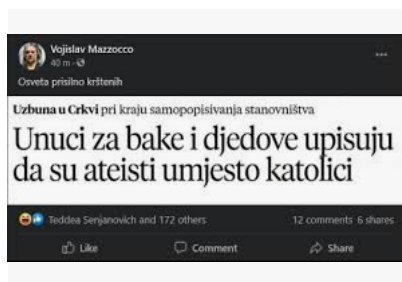 Vojislav Mazzocco
40 m
Osveta prisilno krštenih
Uzbuna u Crkvi pri kraju samopopisivanja stanovništva
Unuci za bake i djedove upisuju
da su ateisti umjesto katolici
Teddea Senjanovich and 172 others 12 comments 6 shares
Like Comment Share